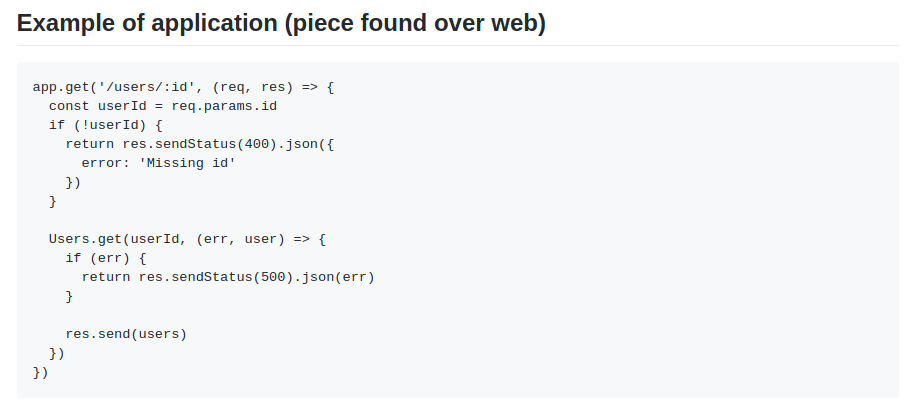 Example of application (piece found over web)
app.get('/users/:id', (req, res) => {
  const userId = req.params.id
  if (!userId) {
    return res.sendStatus(400).json({
      error: 'Missing id'
    })
  }

  Users.get(userId, (err, user) => {
    if (err) {
      return res.sendStatus(500).json(err)
    }

    res.send(users)
  })
})